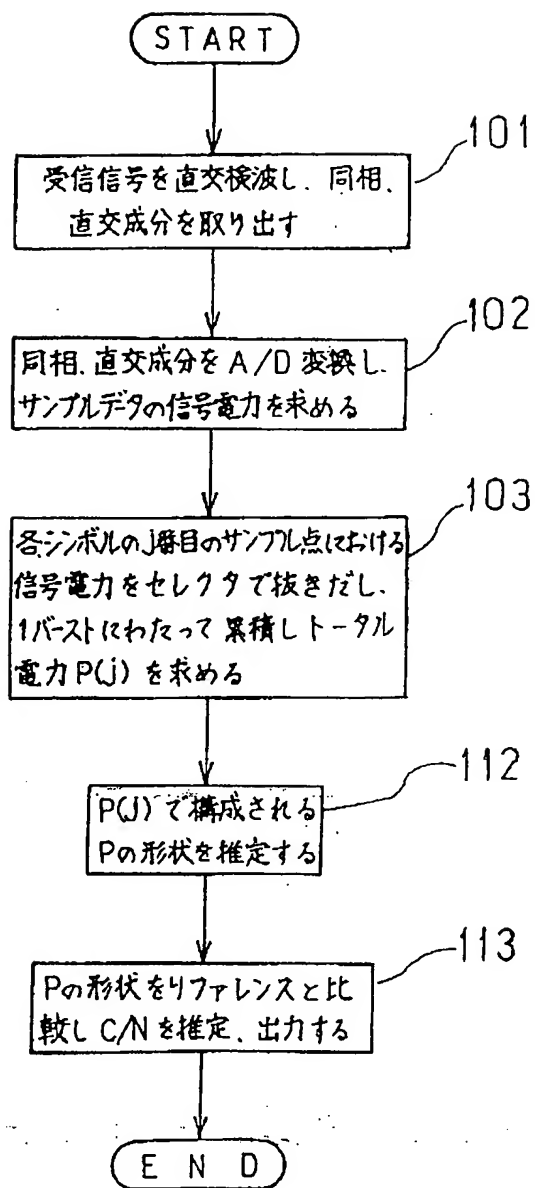 START
101
受信信号を直交検波し、同相、
直交成分を取り出す
102
同相、直交成分をA/D変換し、
サンプルデータの信号電力を求める
103
各シンボルのj番目のサンプル点における
信号電力をセレクタで抜きだし、
1バーストにわたって累積しトータル
電力P(j)を求める
112
P(j)で構成される
Pの形状を推定する
113
Pの形状をリファレンスと比
較しC/Nを推定、出力する
END